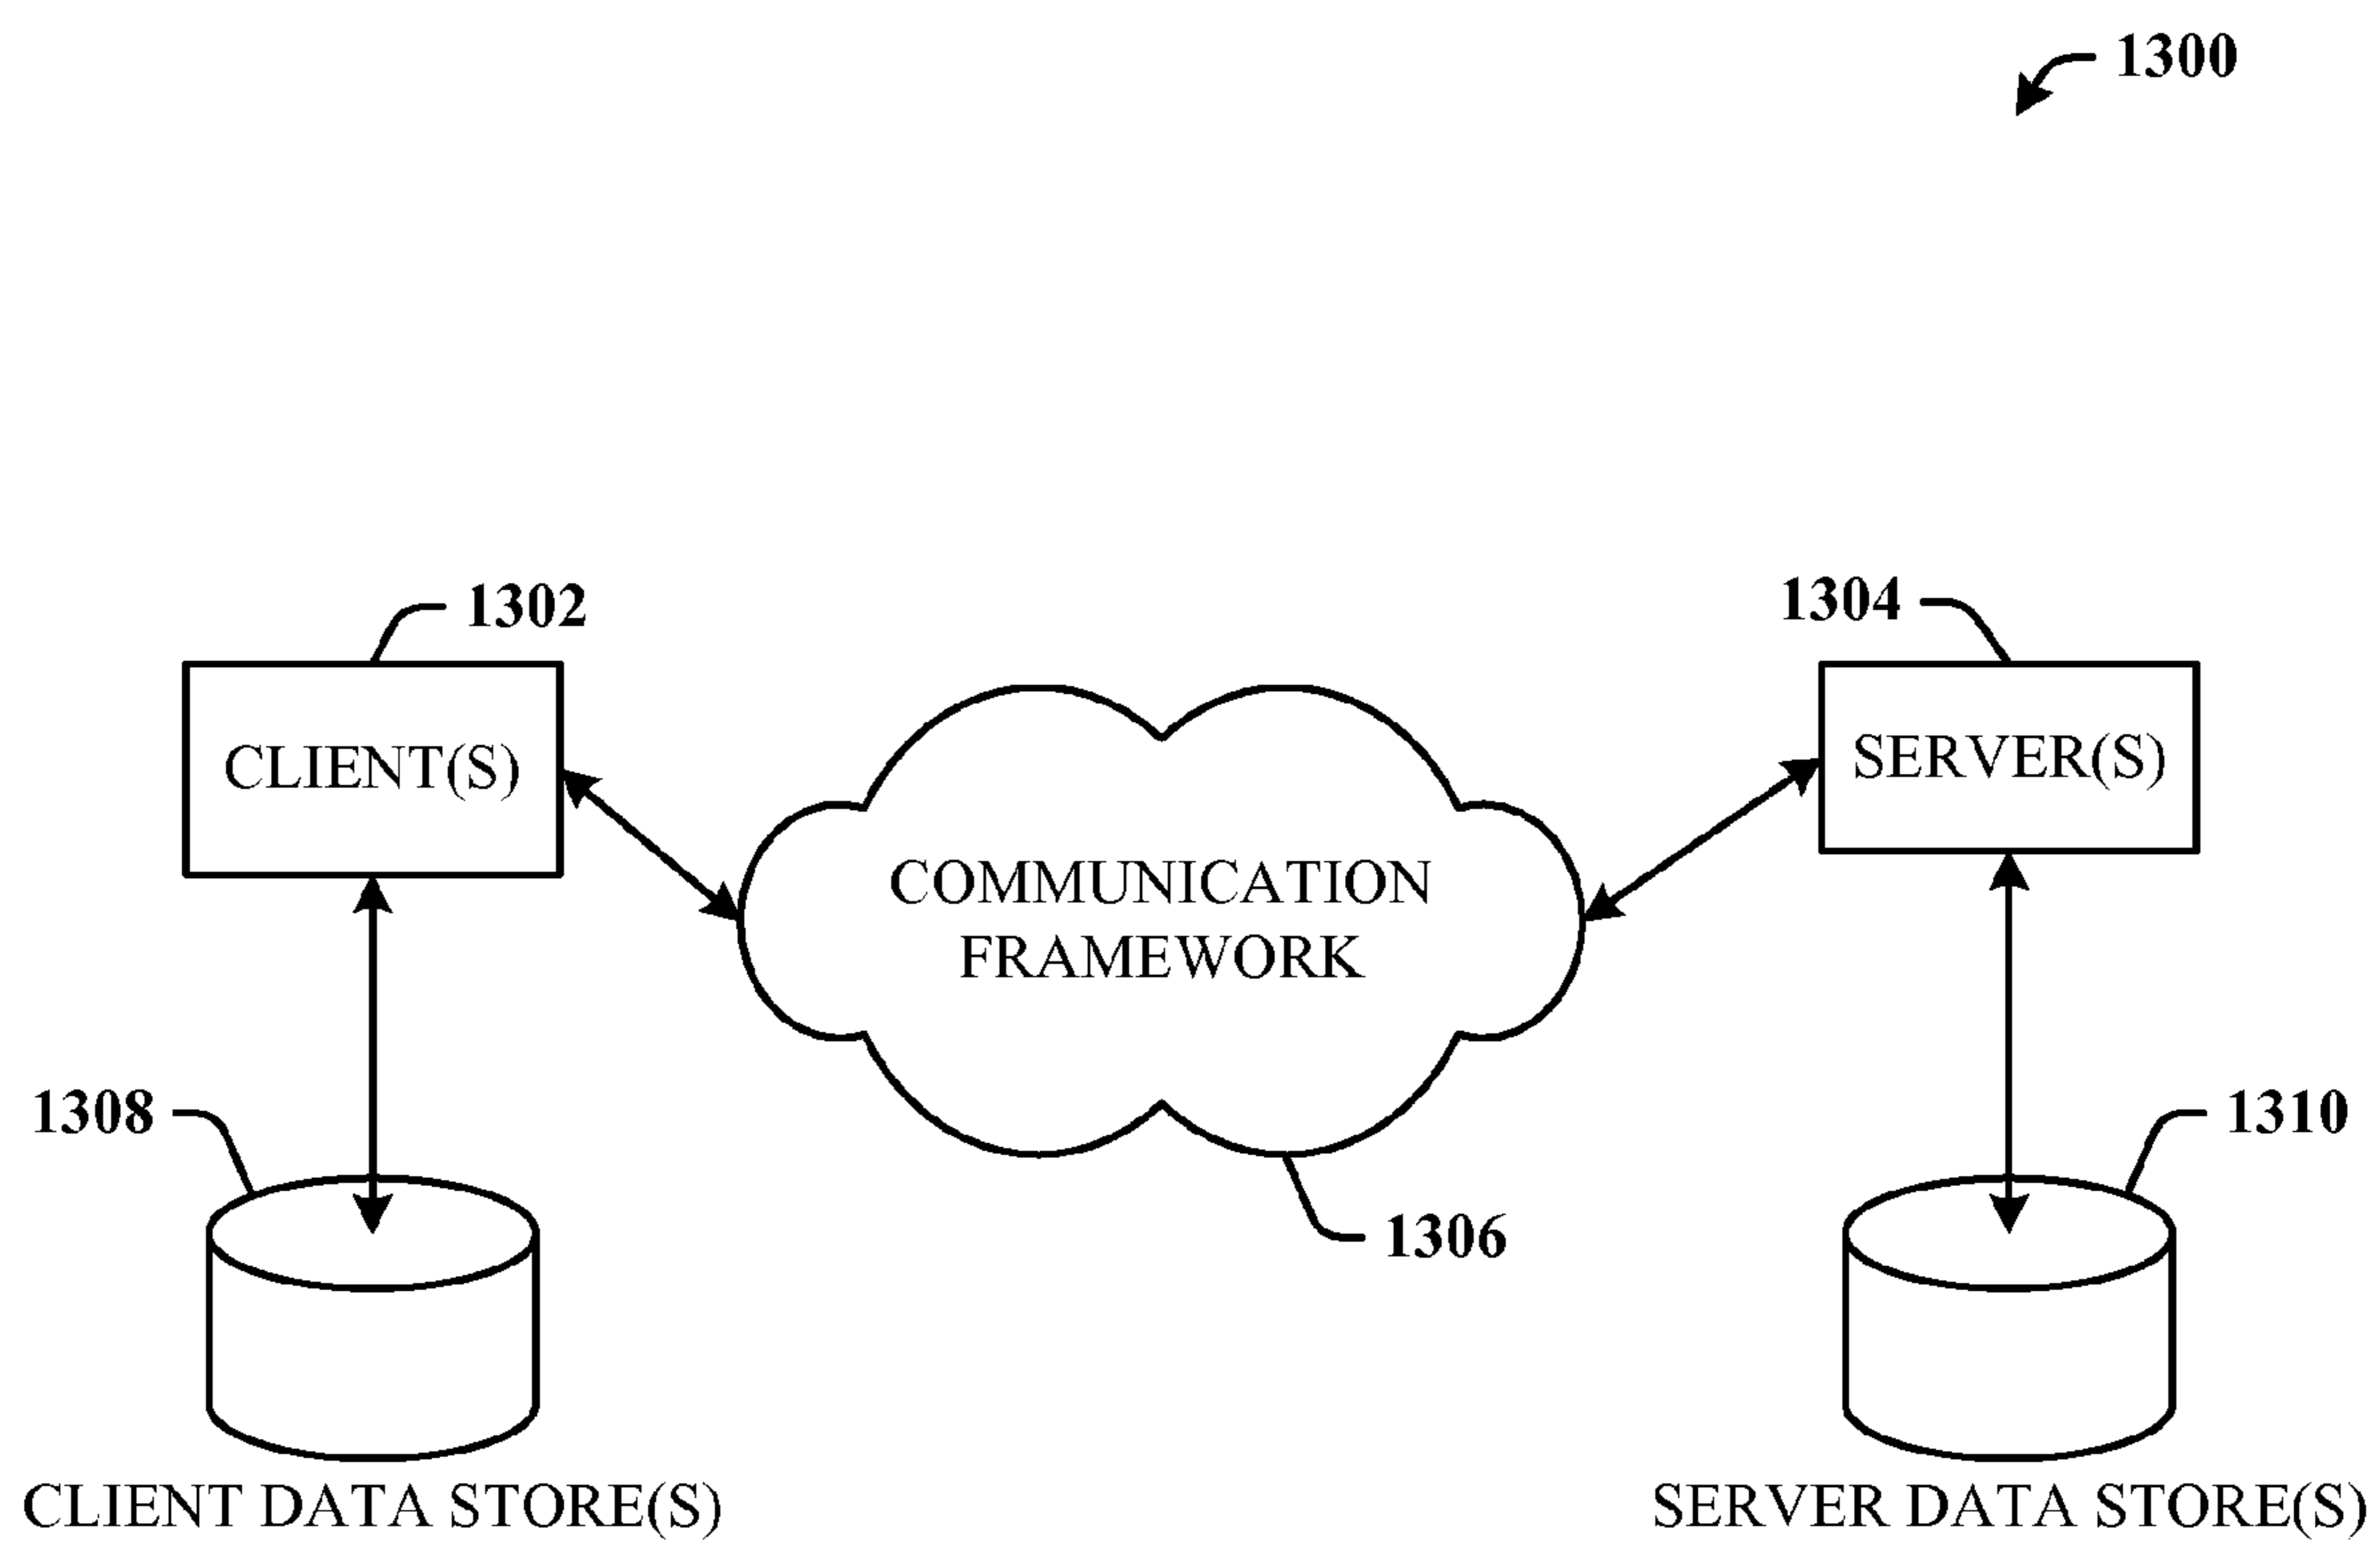 1300
1302
1304
CLIENT(S)
SERVER(S)
COMMUNICATION
FRAMEWORK
1308
1310
1306
CLIENT DATA STORE(S)
SERVER DATA STORE(S)